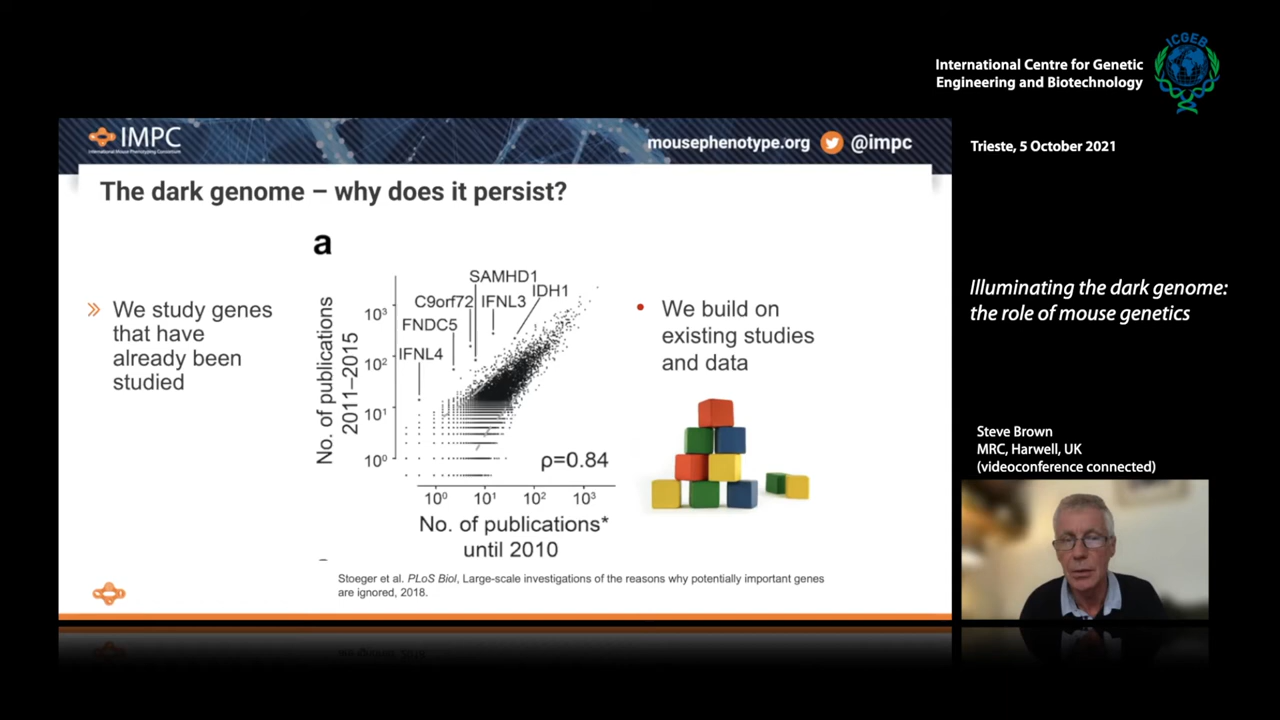 International Centre for Genetic
Engineering and Biotechnology
ICGEB
IMPC
International Mouse Phenotyping Consortium
mousephenotype.org
@impc
Trieste, 5 October 2021
The dark genome – why does it persist?
We study genes
that have
already been
studied
a
No. of publications
2011–2015
10³
10²
10¹
10⁰
SAMHD1
C9orf72
IFNL3
IDH1
FNDC5
IFNL4
ρ=0.84
10⁰ 10¹ 10² 10³
No. of publications*
until 2010
We build on
existing studies
and data
Stoeger et al. PLoS Biol, Large-scale investigations of the reasons why potentially important genes
are ignored, 2018.
Illuminating the dark genome:
the role of mouse genetics
Steve Brown
MRC, Harwell, UK
(videoconference connected)